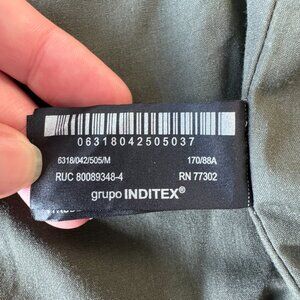 06318042505037
6318/042/505/M 170/88A
RUC 80089348-4 RN 77302
grupo INDITEX®